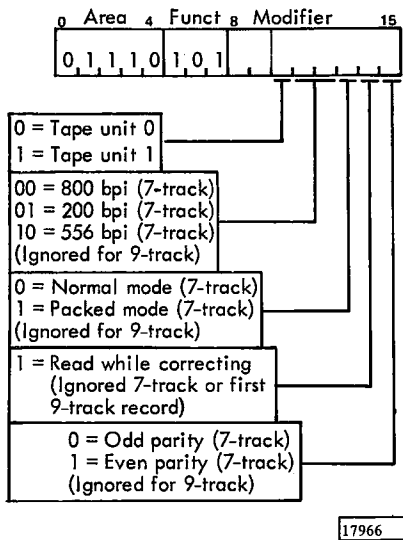 Area Funct Modifier
0 4 8 15
0 1 1 1 0 1 0 1
0 = Tape unit 0
1 = Tape unit 1
00 = 800 bpi (7-track)
01 = 200 bpi (7-track)
10 = 556 bpi (7-track)
(Ignored for 9-track)
0 = Normal mode (7-track)
1 = Packed mode (7-track)
(Ignored for 9-track)
1 = Read while correcting
(Ignored 7-track or first
9-track record)
0 = Odd parity (7-track)
1 = Even parity (7-track)
(Ignored for 9-track)
17966